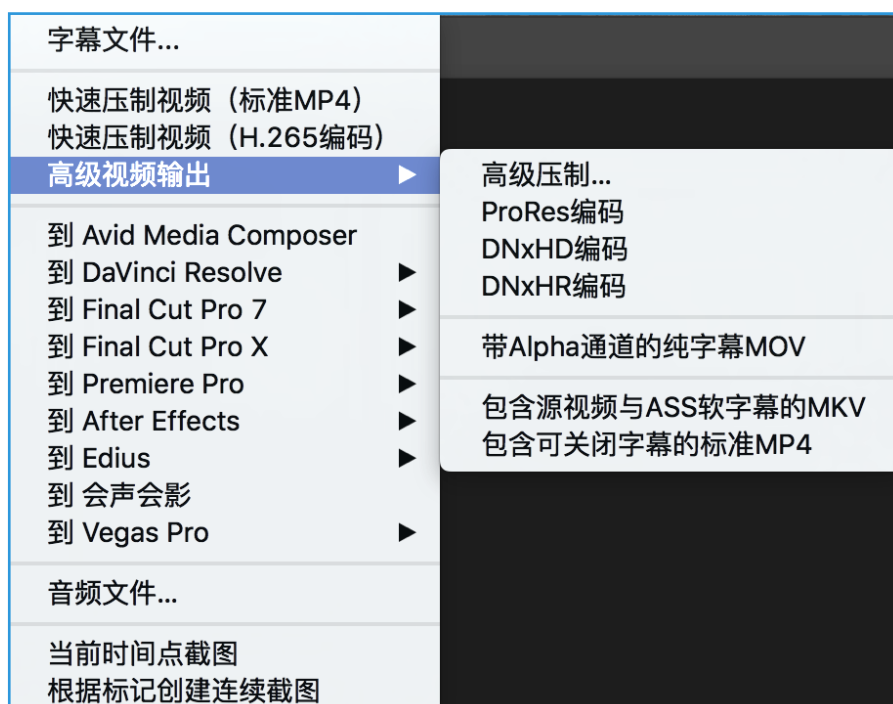 字幕文件...
快速压制视频（标准MP4）
快速压制视频（H.265编码）
高级视频输出
到 Avid Media Composer
到 DaVinci Resolve
到 Final Cut Pro 7
到 Final Cut Pro X
到 Premiere Pro
到 After Effects
到 Edius
到 会声会影
到 Vegas Pro
音频文件...
当前时间点截图
根据标记创建连续截图
高级压制...
ProRes编码
DNxHD编码
DNxHR编码
带Alpha通道的纯字幕MOV
包含源视频与ASS软字幕的MKV
包含可关闭字幕的标准MP4